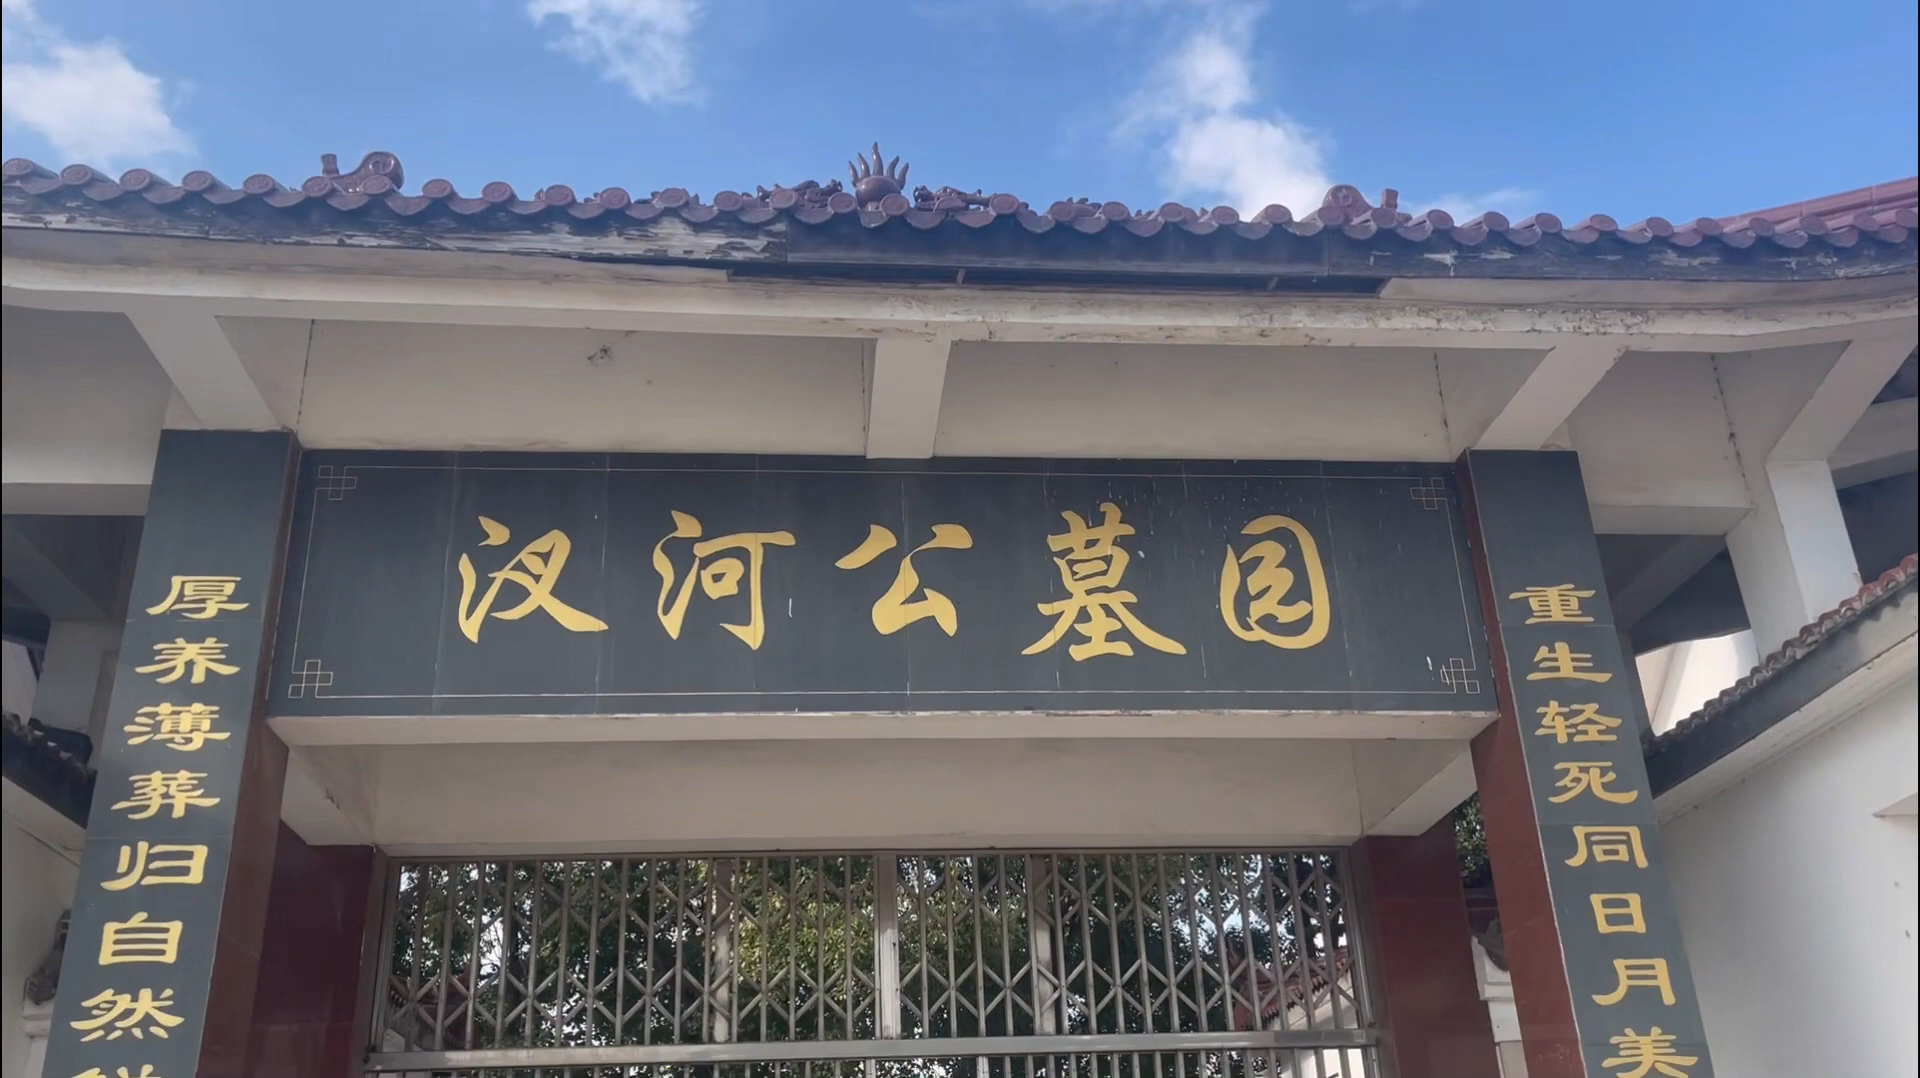 汊河公墓园
重生轻死同日月美
厚养薄葬归自然